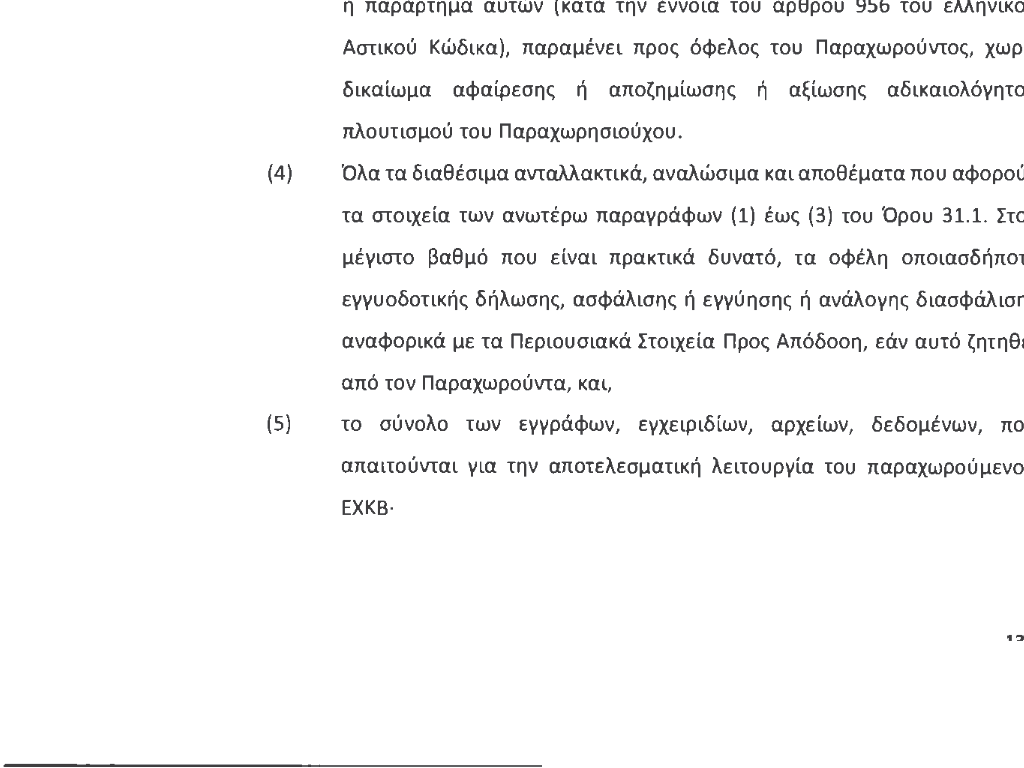 ή παράρτημα αυτών (κατά την έννοια του άρθρου 956 του ελληνικο
Αστικού Κώδικα), παραμένει προς όφελος του Παραχωρούντος, χωρ
δικαίωμα αφαίρεσης ή αποζημίωσης ή αξίωσης αδικαιολόγητο
πλουτισμού του Παραχωρησιούχου.
(4) Όλα τα διαθέσιμα ανταλλακτικά, αναλώσιμα και αποθέματα που αφορού
τα στοιχεία των ανωτέρω παραγράφων (1) έως (3) του Όρου 31.1. Στο
μέγιστο βαθμό που είναι πρακτικά δυνατό, τα οφέλη οποιασδήποτ
εγγυοδοτικής δήλωσης, ασφάλισης ή εγγύησης ή ανάλογης διασφάλιση
αναφορικά με τα Περιουσιακά Στοιχεία Προς Απόδοση, εάν αυτό ζητηθε
από τον Παραχωρούντα, και,
(5) το σύνολο των εγγράφων, εγχειριδίων, αρχείων, δεδομένων, πο
απαιτούνται για την αποτελεσματική λειτουργία του παραχωρούμενο
ΕΧΚΒ·